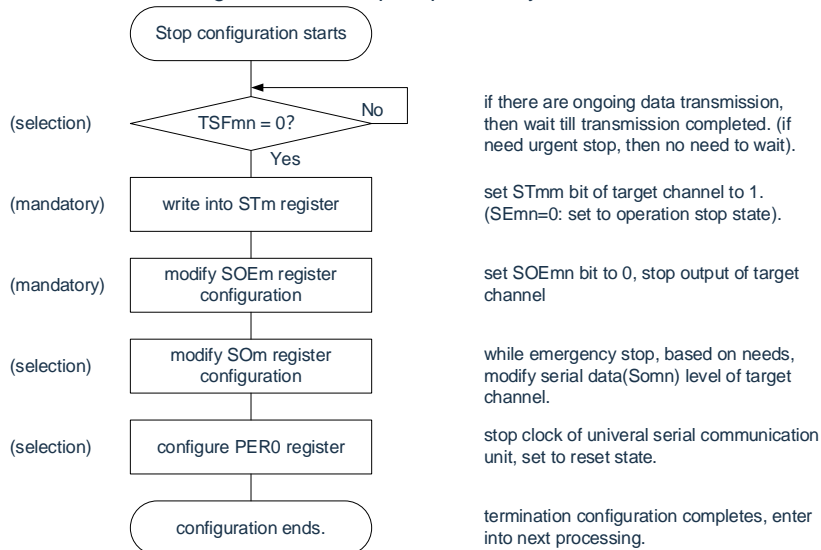 Stop configuration starts
(selection)
TSFmn = 0?
No
Yes
if there are ongoing data transmission,
then wait till transmission completed. (if
need urgent stop, then no need to wait).
(mandatory)
write into STm register
set STmm bit of target channel to 1.
(SEmn=0: set to operation stop state).
(mandatory)
modify SOEm register
configuration
set SOEmn bit to 0, stop output of target
channel
(selection)
modify SOm register
configuration
while emergency stop, based on needs,
modify serial data(Somn) level of target
channel.
(selection)
configure PER0 register
stop clock of univeral serial communication
unit, set to reset state.
configuration ends.
termination configuration completes, enter
into next processing.